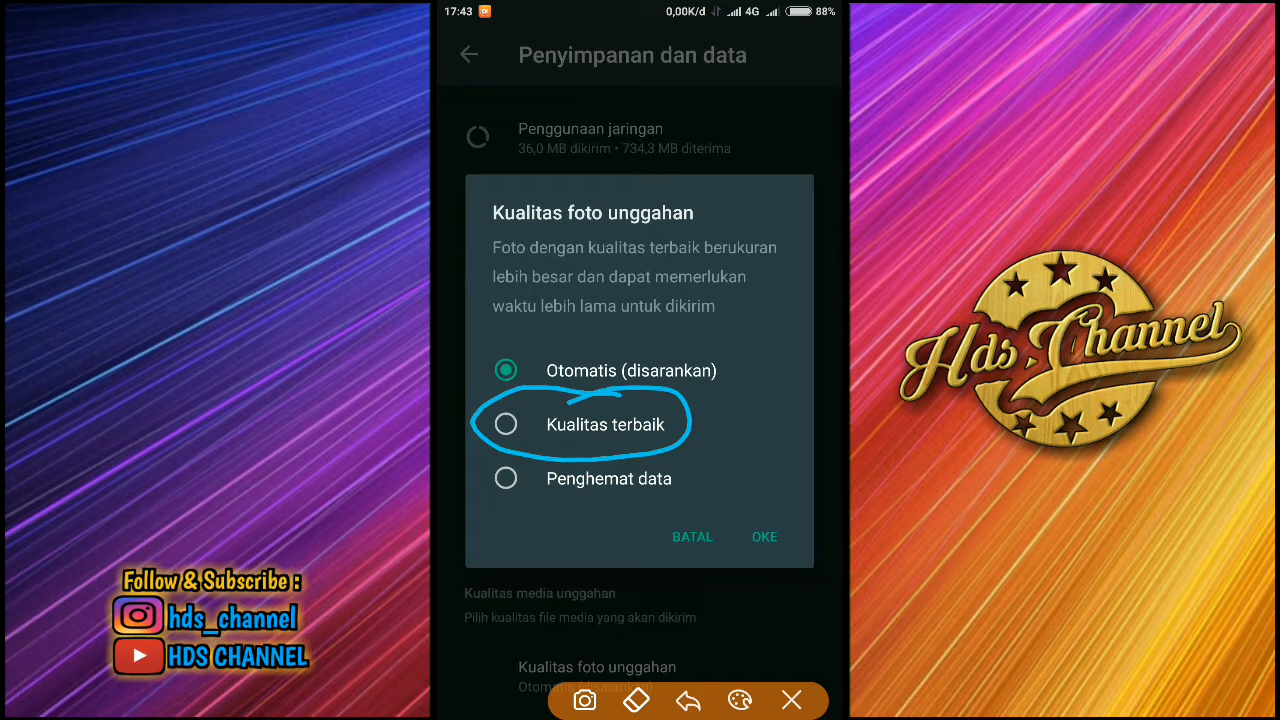 17:43
0,00K/d
4G
88%
Penyimpanan dan data
Penggunaan jaringan
36,0 MB dikirim • 734,3 MB diterima
Kualitas foto unggahan
Foto dengan kualitas terbaik berukuran
lebih besar dan dapat memerlukan
waktu lebih lama untuk dikirim
Otomatis (disarankan)
Kualitas terbaik
Penghemat data
BATAL
OKE
Kualitas media unggahan
Pilih kualitas file media yang akan dikirim
Kualitas foto unggahan
Otomatis (disarankan)
Follow & Subscribe :
hds_channel
HDS CHANNEL
Hds Channel